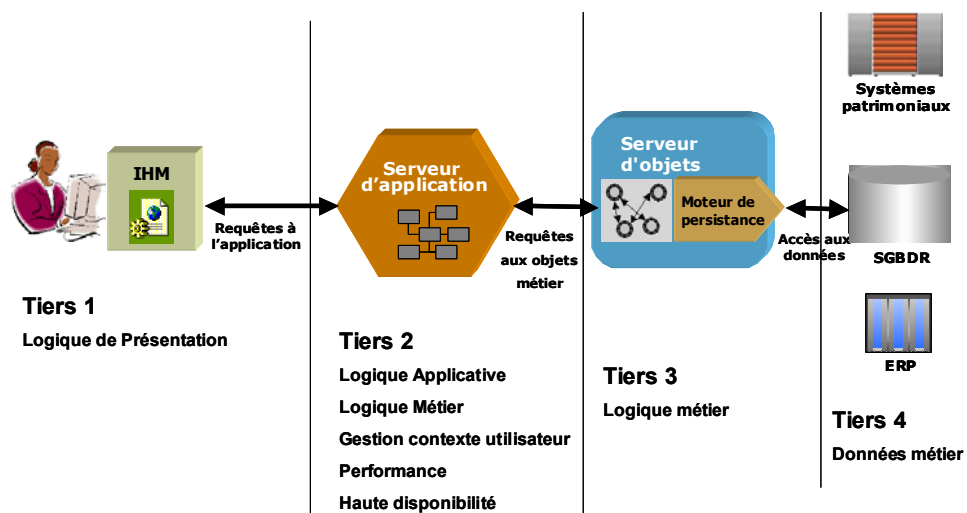 IHM
Requêtes à
l'application
Tiers 1
Logique de Présentation
Serveur
d’application
Requêtes
aux objets
métier
Tiers 2
Logique Applicative
Logique Métier
Gestion contexte utilisateur
Performance
Haute disponibilité
Serveur
d'objets
Moteur de
persistance
Accès aux
données
Tiers 3
Logique métier
Systèmes
patrimoniaux
SGBDR
ERP
Tiers 4
Données métier